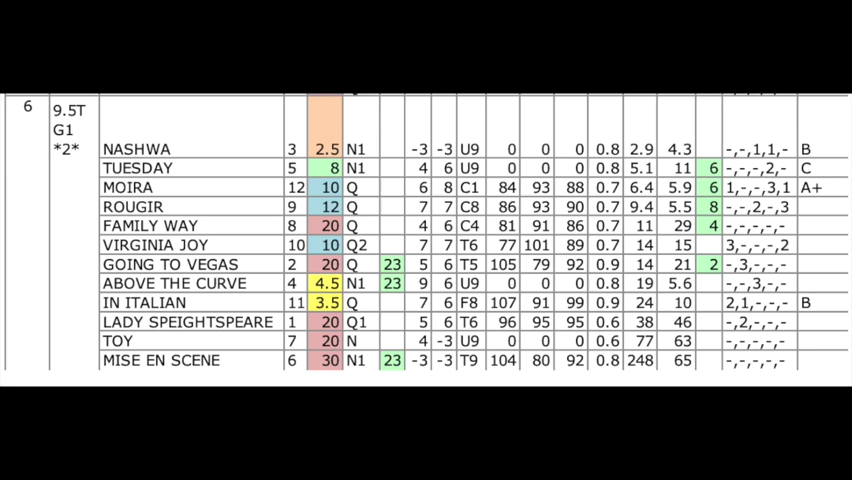 6 9.5T
G1
*2* NASHWA 3 2.5 N1 -3 -3 U9 0 0 0 0.8 2.9 4.3 -,-,1,1,- B
TUESDAY 5 8 N1 4 6 U9 0 0 0 0.8 5.1 11 6 -,-,-,2,- C
MOIRA 12 10 Q 6 8 C1 84 93 88 0.7 6.4 5.9 6 1,-,-,3,1 A+
ROUGIR 9 12 Q 7 7 C8 86 93 90 0.7 9.4 5.5 8 -,-,2,-,3
FAMILY WAY 8 20 Q 4 6 C4 81 91 86 0.7 11 29 4 -,-,-,-,-
VIRGINIA JOY 10 10 Q2 7 7 T6 77 101 89 0.7 14 15 3,-,-,-,2
GOING TO VEGAS 2 20 Q 23 5 6 T5 105 79 92 0.9 14 21 2 -,3,-,-,-
ABOVE THE CURVE 4 4.5 N1 23 9 6 U9 0 0 0 0.8 19 5.6 -,-,3,-,-
IN ITALIAN 11 3.5 Q 7 6 F8 107 91 99 0.9 24 10 2,1,-,-,- B
LADY SPEIGHTSPEARE 1 20 Q1 5 6 T6 96 95 95 0.6 38 46 -,2,-,-,-
TOY 7 20 N 4 -3 U9 0 0 0 0.6 77 63 -,-,-,-,-
MISE EN SCENE 6 30 N1 23 -3 -3 T9 104 80 92 0.8 248 65 -,-,-,-,-